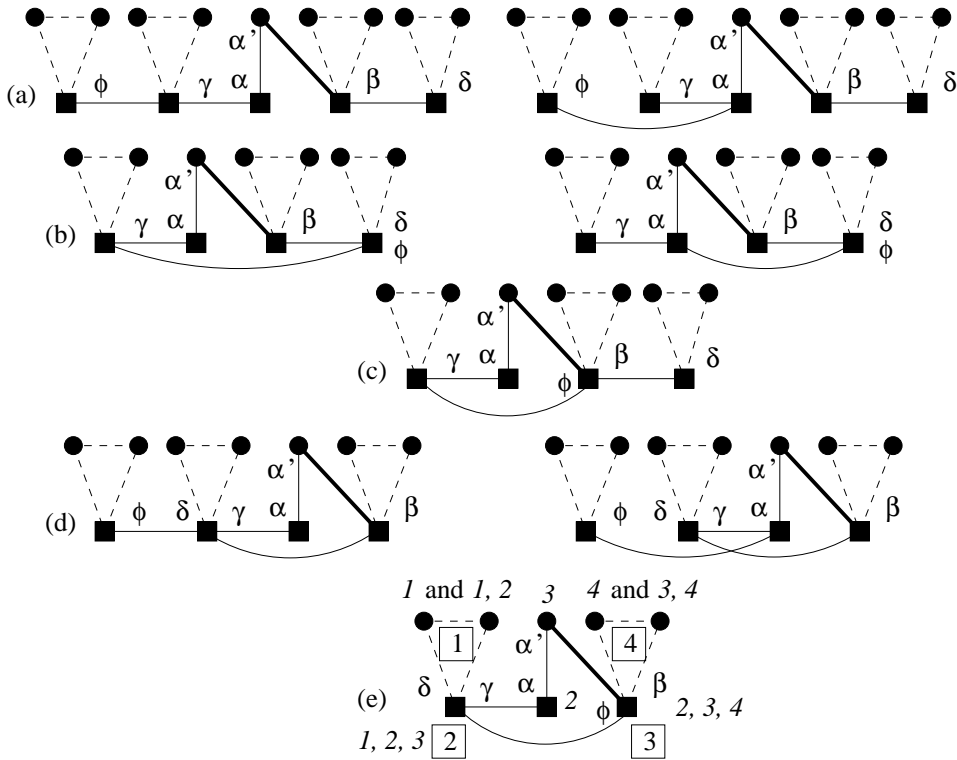 α' α'
(a) ϕ γ α β δ ϕ γ α β δ
α' α'
(b) γ α β δ ϕ γ α β δ ϕ
α'
(c) γ α ϕ β δ
α' α'
(d) ϕ δ γ α β ϕ δ γ α β
1 and 1, 2 3 4 and 3, 4
1 α' 4
(e) δ γ α 2 ϕ β 2, 3, 4
1, 2, 3 2 3